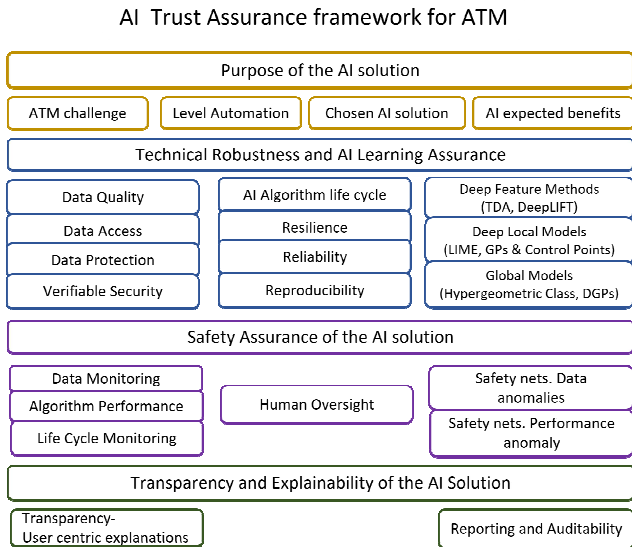 AI Trust Assurance framework for ATM
Purpose of the AI solution
ATM challenge
Level Automation
Chosen AI solution
AI expected benefits
Technical Robustness and AI Learning Assurance
Data Quality
Data Access
Data Protection
Verifiable Security
AI Algorithm life cycle
Resilience
Reliability
Reproducibility
Deep Feature Methods
(TDA, DeepLIFT)
Deep Local Models
(LIME, GPs & Control Points)
Global Models
(Hypergeometric Class, DGPs)
Safety Assurance of the AI solution
Data Monitoring
Algorithm Performance
Life Cycle Monitoring
Human Oversight
Safety nets. Data
anomalies
Safety nets. Performance
anomaly
Transparency and Explainability of the AI Solution
Transparency-
User centric explanations
Reporting and Auditability